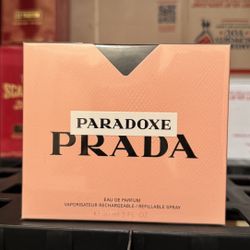 PARADOXE
PRADA
EAU DE PARFUM
VAPORISATEUR RECHARGEABLE / REFILLABLE SPRAY